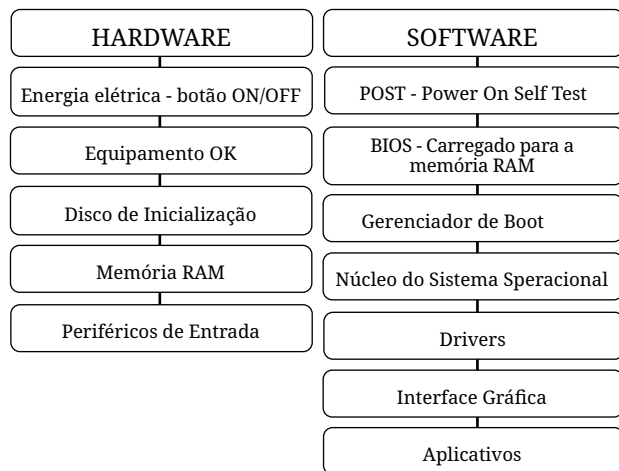 HARDWARE
Energia elétrica - botão ON/OFF
Equipamento OK
Disco de Inicialização
Memória RAM
Periféricos de Entrada
SOFTWARE
POST - Power On Self Test
BIOS - Carregado para a
memória RAM
Gerenciador de Boot
Núcleo do Sistema Speracional
Drivers
Interface Gráfica
Aplicativos